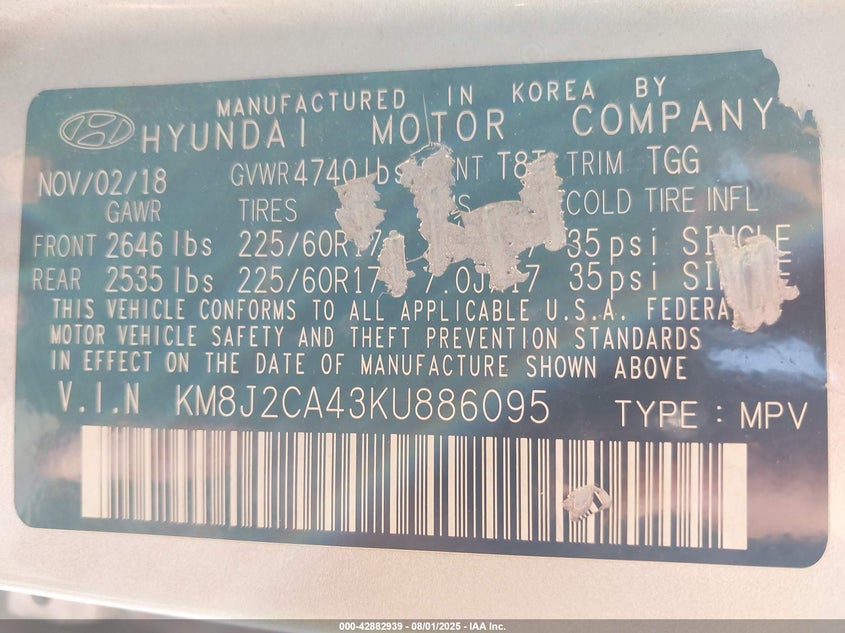 MANUFACTURED IN KOREA BY
HYUNDAI MOTOR COMPANY
NOV/02/18 GVWR 4740lbs T8T TRIM TGG
GAWR TIRES COLD TIRE INFL
FRONT 2646 lbs 225/60R17 35psi SINGLE
REAR 2535 lbs 225/60R17 35psi
THIS VEHICLE CONFORMS TO ALL APPLICABLE U.S.A. FEDERA
MOTOR VEHICLE SAFETY AND THEFT PREVENTION STANDARDS
IN EFFECT ON THE DATE OF MANUFACTURE SHOWN ABOVE
V.I.N KM8J2CA43KU886095 TYPE : MPV
000-42882939 - 08/01/2025 - IAA Inc.